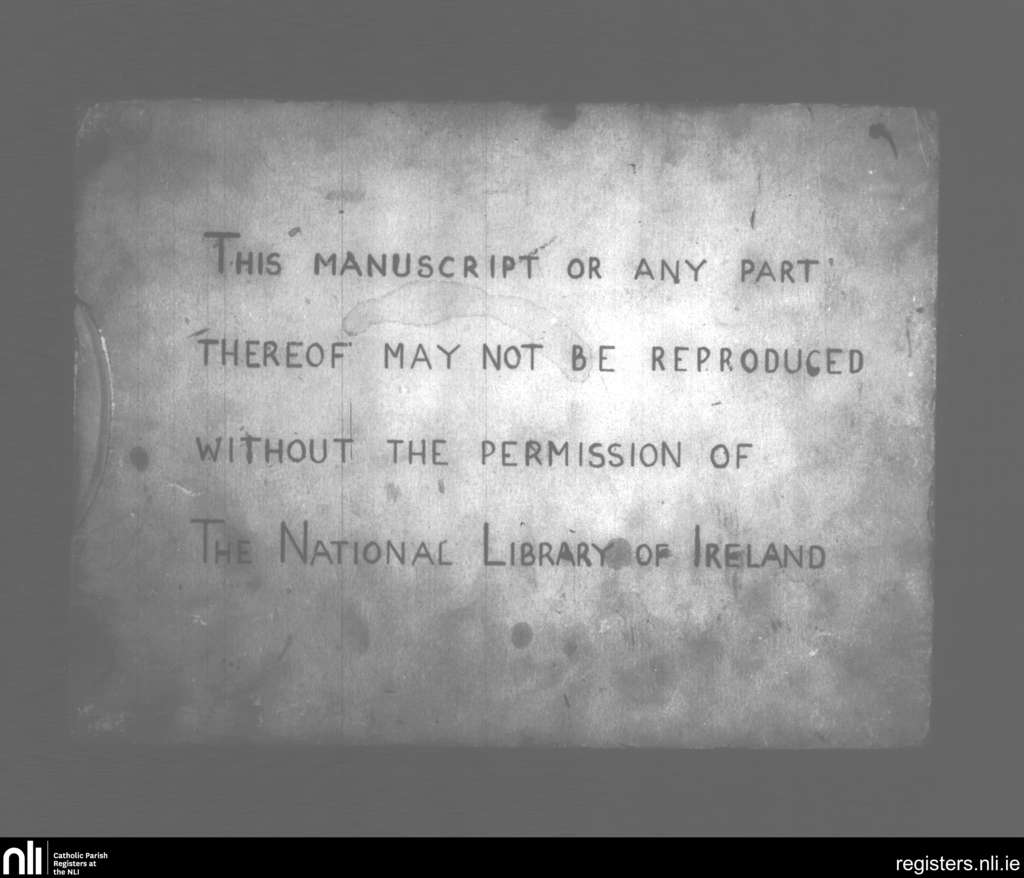 This manuscript or any part
thereof may not be reproduced
without the permission of
The National Library of Ireland
nli
Catholic Parish
Registers at
the NLI
registers.nli.ie